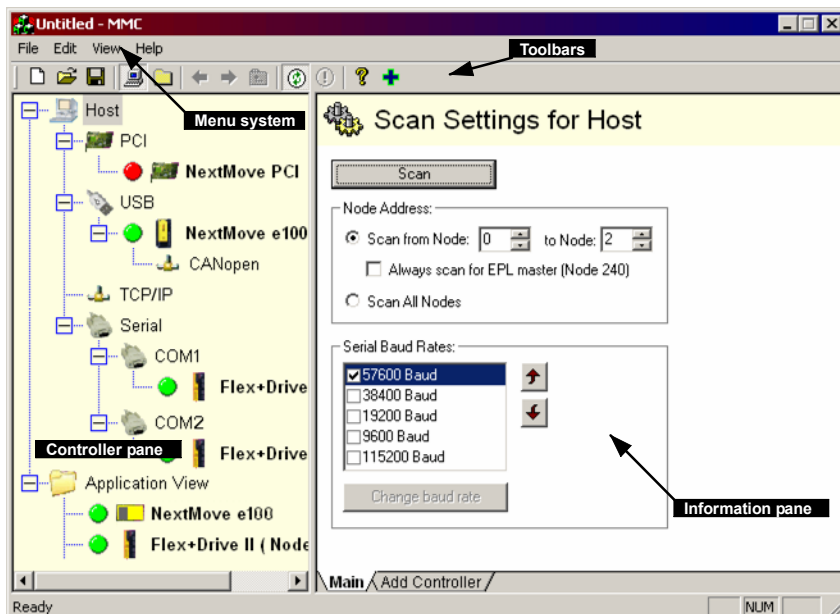 Untitled - MMC
File Edit View Help
Toolbars
Menu system
Host
PCI
NextMove PCI
USB
NextMove e100
CANopen
TCP/IP
Serial
COM1
Flex+Drive
COM2
Controller pane
Flex+Drive
Application View
NextMove e100
Flex+Drive II ( Node
Scan Settings for Host
Scan
Node Address:
Scan from Node: 0 to Node: 2
Always scan for EPL master (Node 240)
Scan All Nodes
Serial Baud Rates:
57600 Baud
38400 Baud
19200 Baud
9600 Baud
115200 Baud
Change baud rate
Information pane
Main Add Controller
Ready NUM